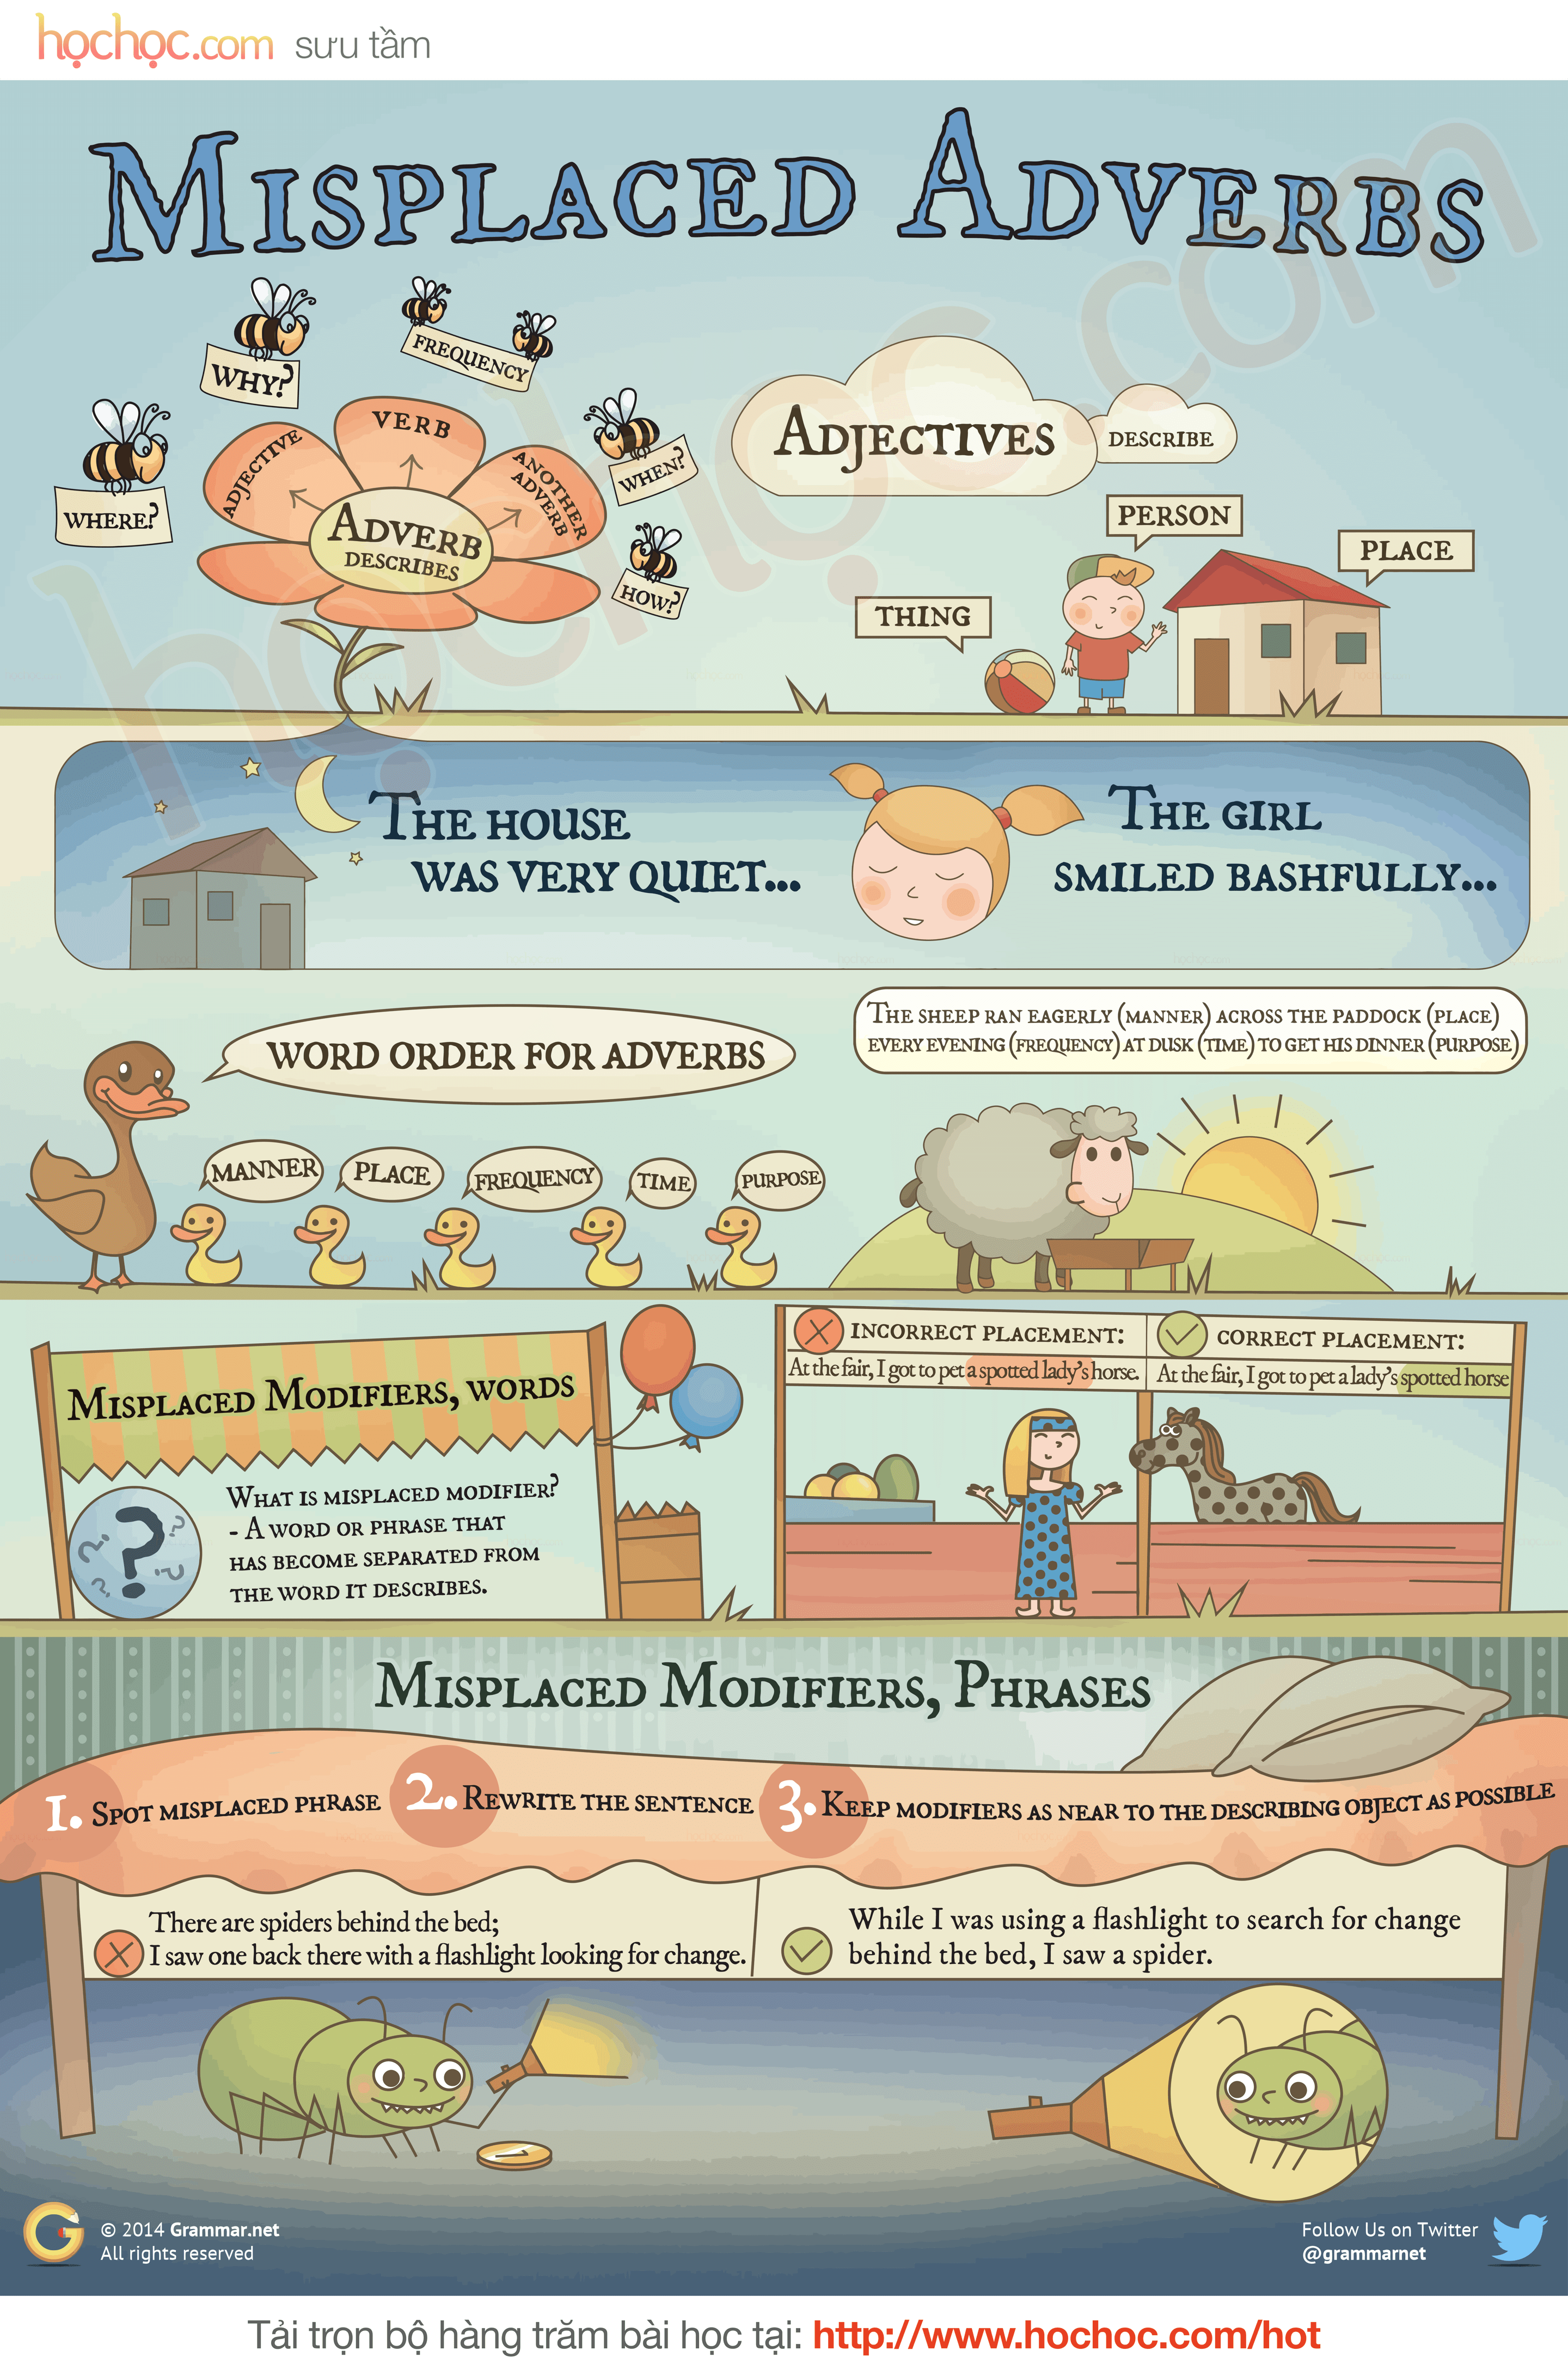 họchọc.com sưu tầm
MISPLACED ADVERBS
WHY?
FREQUENCY
WHERE?
WHEN?
HOW?
ADJECTIVE
VERB
ANOTHER
ADVERB
ADVERB
DESCRIBES
ADJECTIVES
DESCRIBE
PERSON
PLACE
THING
họchọc.com
THE HOUSE
WAS VERY QUIET...
THE GIRL
SMILED BASHFULLY...
WORD ORDER FOR ADVERBS
THE SHEEP RAN EAGERLY (MANNER) ACROSS THE PADDOCK (PLACE)
EVERY EVENING (FREQUENCY) AT DUSK (TIME) TO GET HIS DINNER (PURPOSE)
MANNER
PLACE
FREQUENCY
TIME
PURPOSE
MISPLACED MODIFIERS, WORDS
WHAT IS MISPLACED MODIFIER?
- A WORD OR PHRASE THAT
HAS BECOME SEPARATED FROM
THE WORD IT DESCRIBES.
INCORRECT PLACEMENT:
At the fair, I got to pet a spotted lady's horse.
CORRECT PLACEMENT:
At the fair, I got to pet a lady's spotted horse
MISPLACED MODIFIERS, PHRASES
1. SPOT MISPLACED PHRASE
2. REWRITE THE SENTENCE
3. KEEP MODIFIERS AS NEAR TO THE DESCRIBING OBJECT AS POSSIBLE
There are spiders behind the bed;
I saw one back there with a flashlight looking for change.
While I was using a flashlight to search for change
behind the bed, I saw a spider.
© 2014 Grammar.net
All rights reserved
Follow Us on Twitter
@grammarnet
Tải trọn bộ hàng trăm bài học tại: http://www.hochoc.com/hot